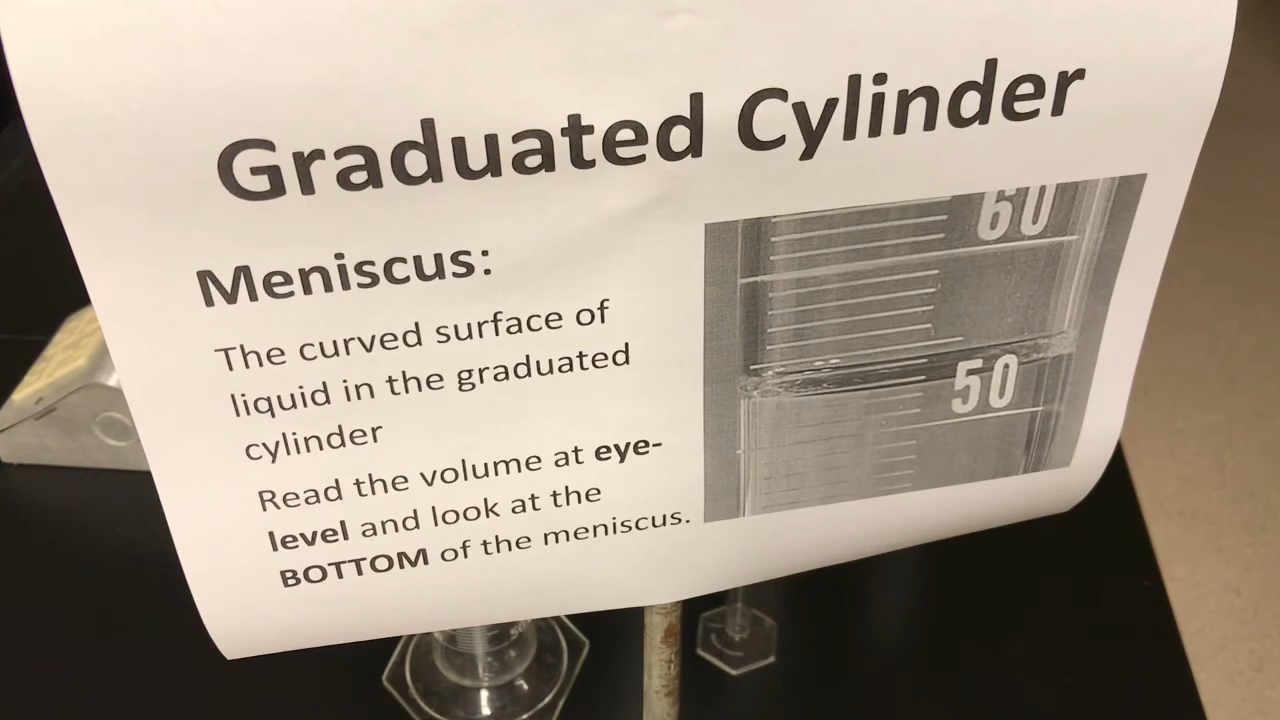 Graduated Cylinder
Meniscus:
The curved surface of
liquid in the graduated
cylinder
Read the volume at eye-
level and look at the
BOTTOM of the meniscus.
60
50